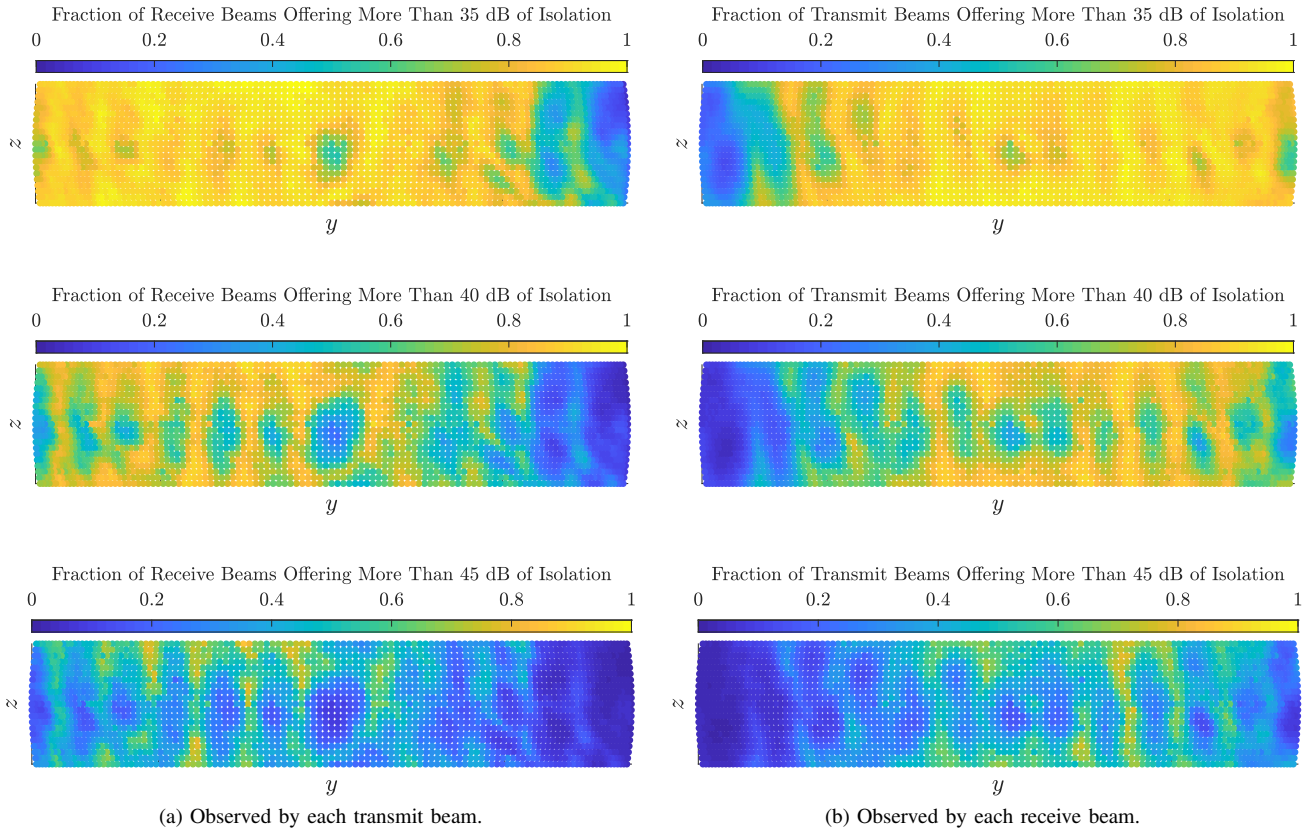 Fraction of Receive Beams Offering More Than 35 dB of Isolation
0 0.2 0.4 0.6 0.8 1
z
y
Fraction of Receive Beams Offering More Than 40 dB of Isolation
0 0.2 0.4 0.6 0.8 1
z
y
Fraction of Receive Beams Offering More Than 45 dB of Isolation
0 0.2 0.4 0.6 0.8 1
z
y
(a) Observed by each transmit beam.
Fraction of Transmit Beams Offering More Than 35 dB of Isolation
0 0.2 0.4 0.6 0.8 1
z
y
Fraction of Transmit Beams Offering More Than 40 dB of Isolation
0 0.2 0.4 0.6 0.8 1
z
y
Fraction of Transmit Beams Offering More Than 45 dB of Isolation
0 0.2 0.4 0.6 0.8 1
z
y
(b) Observed by each receive beam.